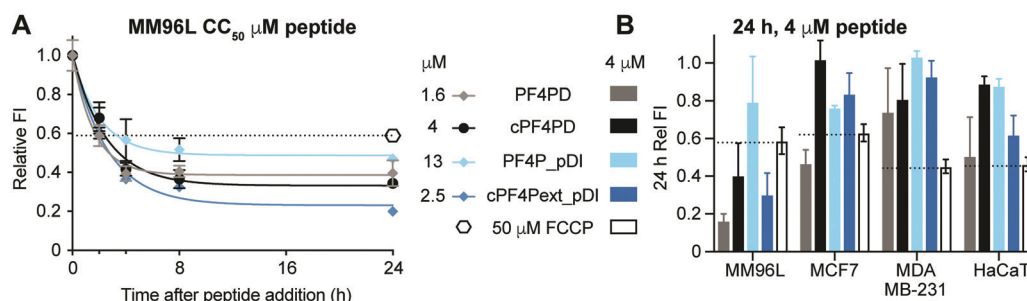 A
MM96L CC50 μM peptide
Relative FI
1.0
0.8
0.6
0.4
0.2
0
0
8
16
24
Time after peptide addition (h)
μM
4 μM
1.6 PF4PD
4 cPF4PD
13 PF4P_pDI
2.5 cPF4Pext_pDI
50 μM FCCP
B
24 h, 4 μM peptide
24 h Rel FI
1.0
0.8
0.6
0.4
0.2
0
MM96L
MCF7
MDA
MB-231
HaCaT